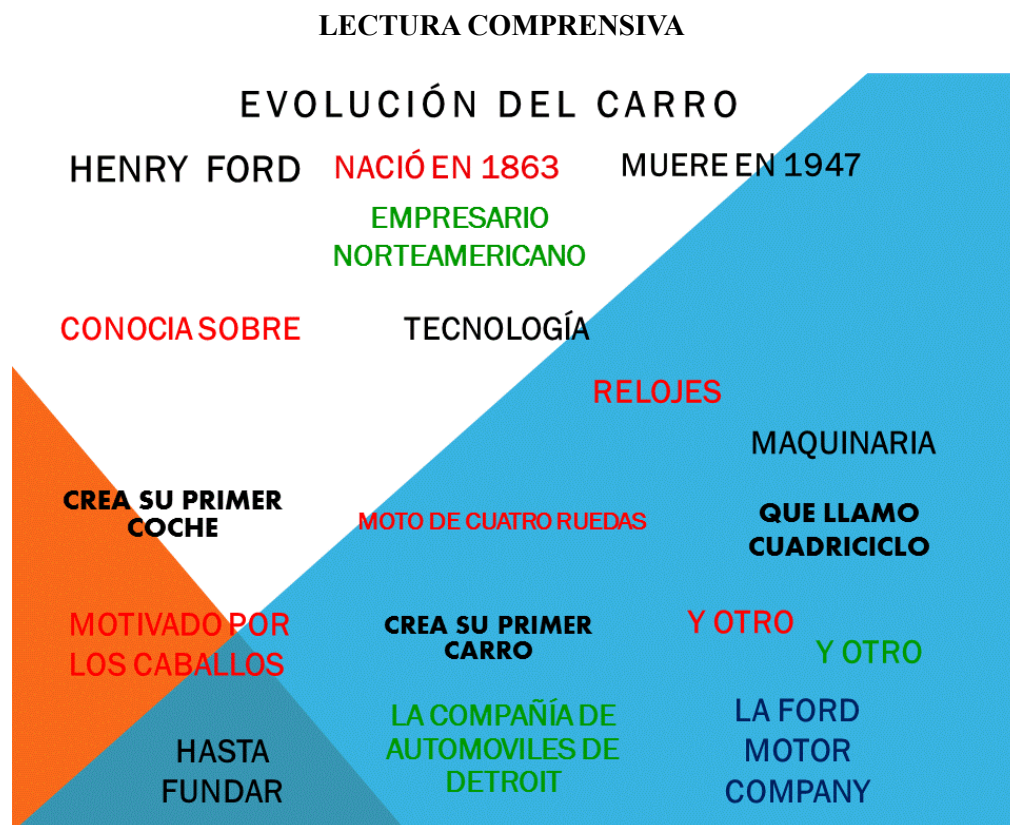 LECTURA COMPRENSIVA
EVOLUCIÓN DEL CARRO
HENRY FORD
NACIÓ EN 1863
MUERE EN 1947
EMPRESARIO
NORTEAMERICANO
CONOCIA SOBRE
TECNOLOGÍA
RELOJES
MAQUINARIA
CREA SU PRIMER
COCHE
MOTO DE CUATRO RUEDAS
QUE LLAMO
CUADRICICLO
MOTIVADO POR
LOS CABALLOS
CREA SU PRIMER
CARRO
Y OTRO
Y OTRO
HASTA
FUNDAR
LA COMPAÑÍA DE
AUTOMOVILES DE
DETROIT
LA FORD
MOTOR
COMPANY